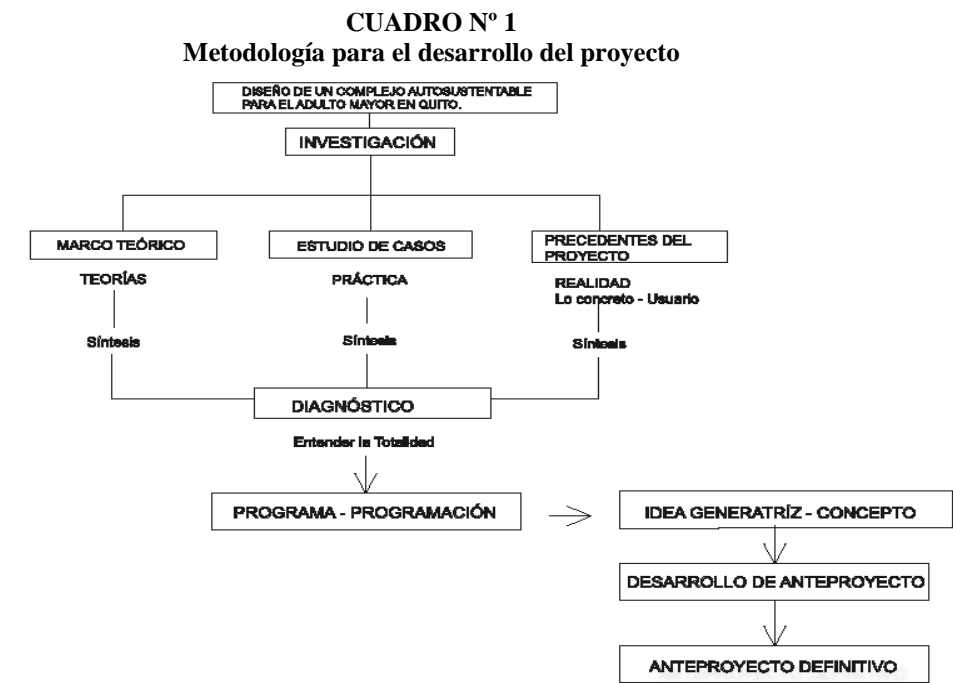 CUADRO Nº 1
Metodología para el desarrollo del proyecto
DISEÑO DE UN COMPLEJO AUTOSUSTENTABLE
PARA EL ADULTO MAYOR EN QUITO.
INVESTIGACIÓN
MARCO TEÓRICO
ESTUDIO DE CASOS
PRECEDENTES DEL
PROYECTO
TEORÍAS
PRÁCTICA
REALIDAD
Lo concreto - Usuario
Síntesis
Síntesis
Síntesis
DIAGNÓSTICO
Entender la Totalidad
PROGRAMA - PROGRAMACIÓN
IDEA GENERATRÍZ - CONCEPTO
DESARROLLO DE ANTEPROYECTO
ANTEPROYECTO DEFINITIVO